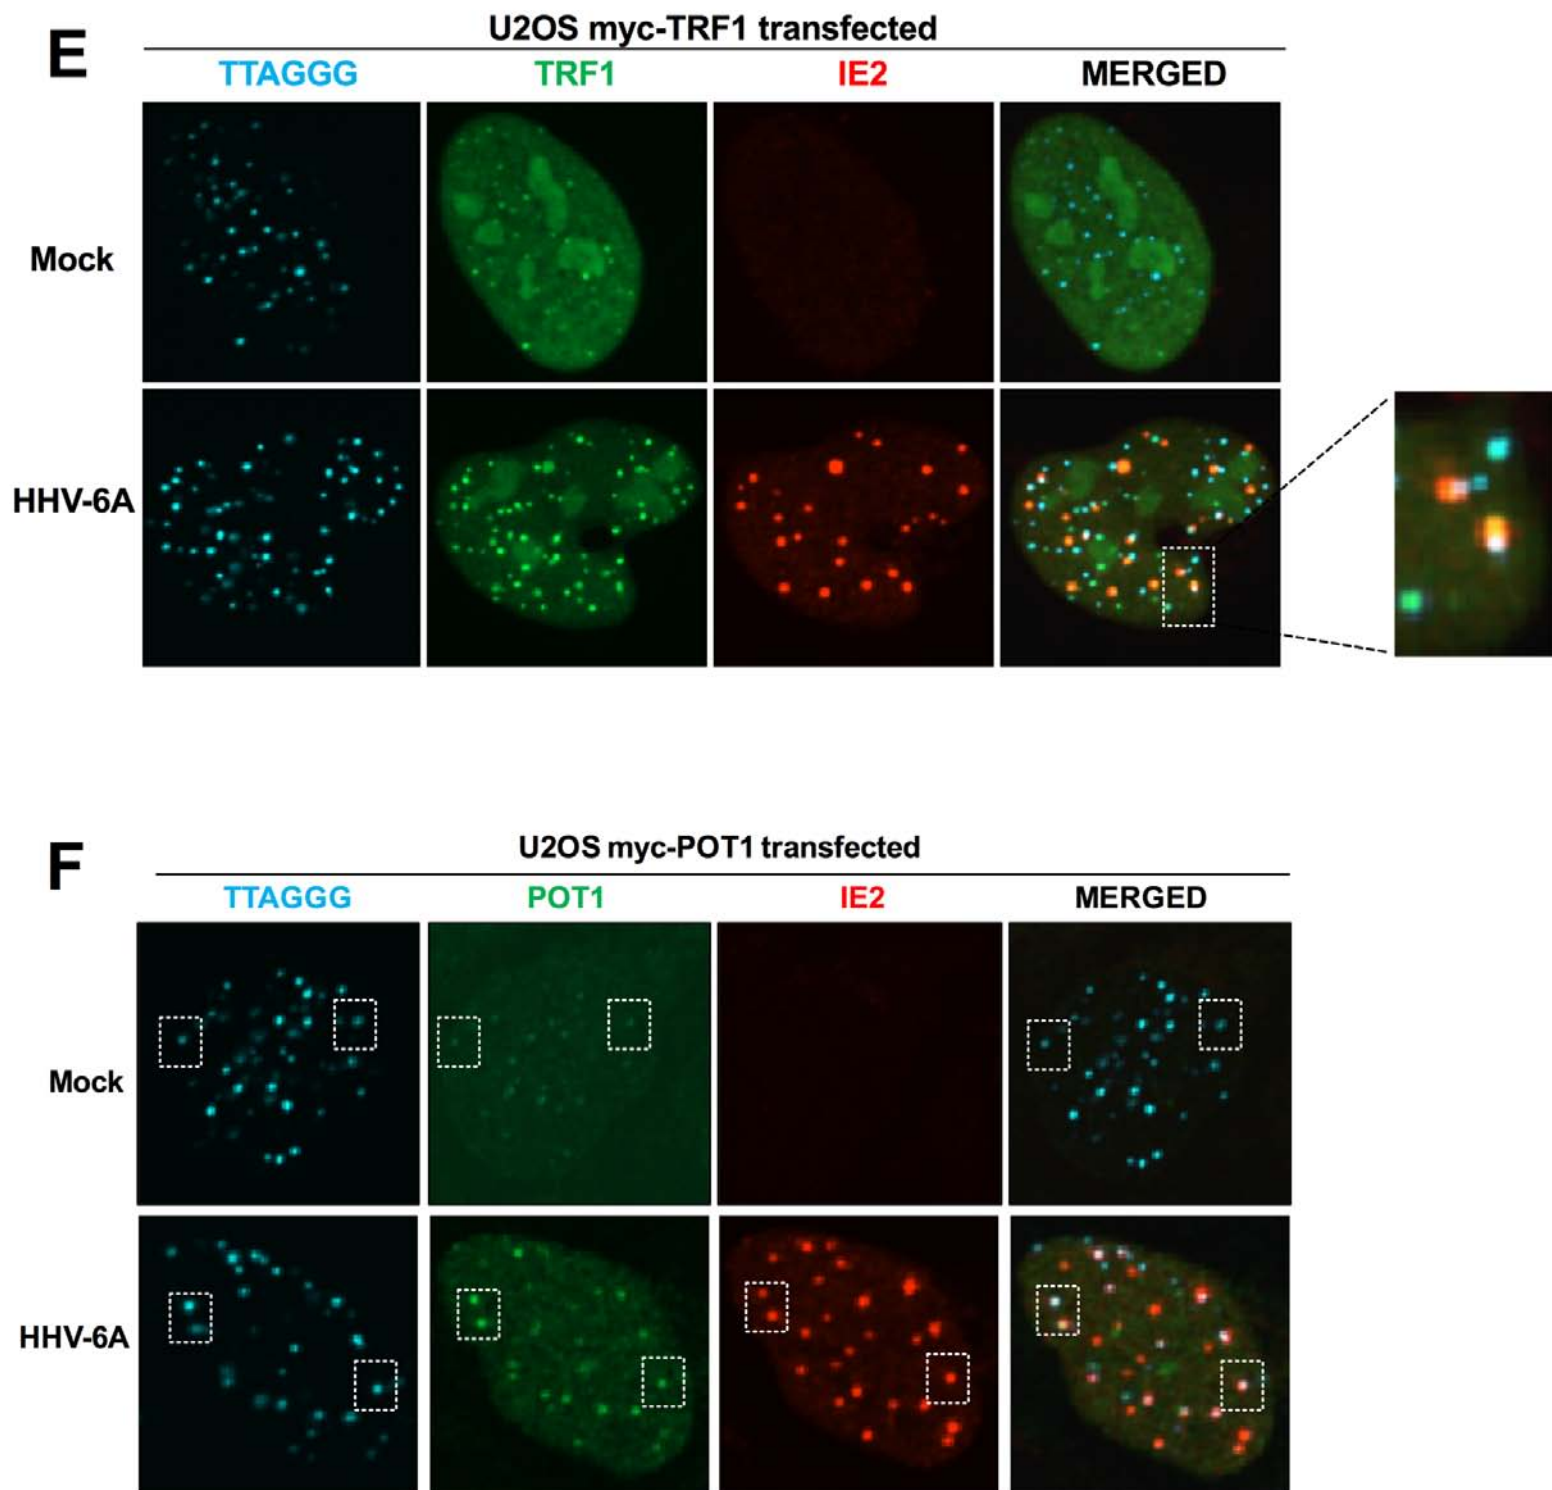 E
U2OS myc-TRF1 transfected
TTAGGG TRF1 IE2 MERGED
Mock
HHV-6A
F
U2OS myc-POT1 transfected
TTAGGG POT1 IE2 MERGED
Mock
HHV-6A